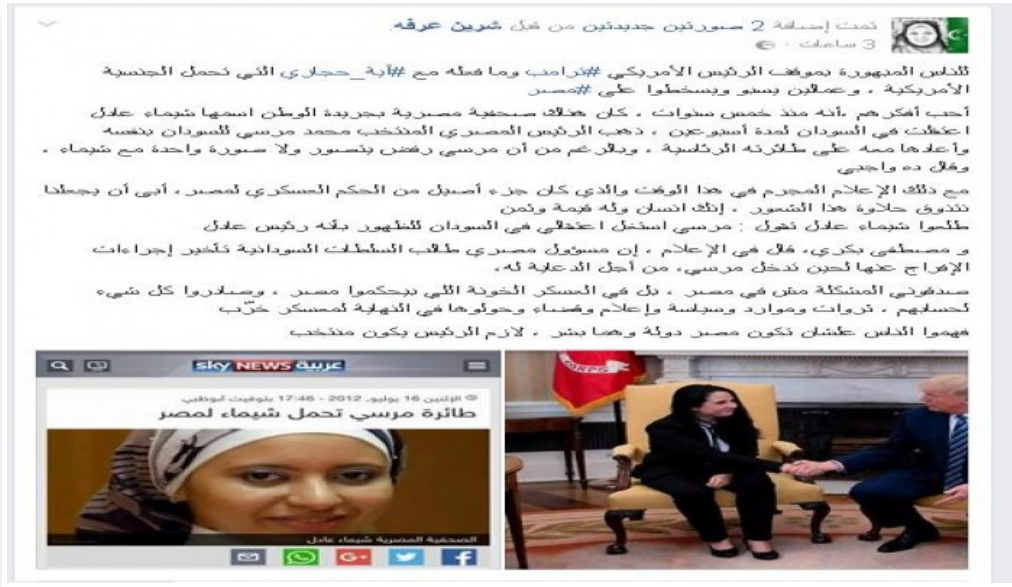 تمت إضافة 2 صورتين جديدتين من قبل شرين عرفه.
3 ساعات ·
للناس المبهورة بموقف الرئيس الأمريكي #ترامب وما فعله مع #آية_حجازي التي تحمل الجنسية
الأمريكية ، وعمالين يسبو ويسخطوا على #مصر
أحب أفكرهم ،أنه منذ خمس سنوات ، كان هناك صحفية مصرية بجريدة الوطن اسمها شيماء عادل
اعتقلت في السودان لمدة أسبوعين ، ذهب الرئيس المصري المنتخب محمد مرسي للسودان بنفسه
وأعادها معه على طائرته الرئاسية ، وبالرغم من أن مرسي رفض يتصور ولا صورة واحدة مع شيماء ،
وقال ده واجبي
مع ذلك الإعلام المجرم في هذا الوقت والذي كان جزء أصيل من الحكم العسكري لمصر ، أبى أن يجعلنا
نتذوق حلاوة هذا الشعور ، إنك انسان وله قيمة وثمن
طلعوا شيماء عادل تقول : مرسي استغل اعتقالي في السودان للظهور بأنه رئيس عادل
و مصطفى بكري، قال في الإعلام ، إن مسؤول مصري طالب السلطات السودانية تأخير إجراءات
الإفراج عنها لحين تدخل مرسي، من أجل الدعاية له،
صدقوني المشكلة مش في مصر ، بل في العسكر الخونة اللي بيحكموا مصر ، وصادروا كل شيء
لحسابهم ، ثروات وموارد وسياسة وإعلام وقضاء وحولوها في النهاية لمعسكر خرّب
فهموا الناس علشان تكون مصر دولة وهما بشر ، لازم الرئيس يكون منتخب
sky NEWS عربية
الإثنين 16 يوليو، 2012 - 17:46 بتوقيت أبوظبي
طائرة مرسي تحمل شيماء لمصر
الصحفية المصرية شيماء عادل
G+ f